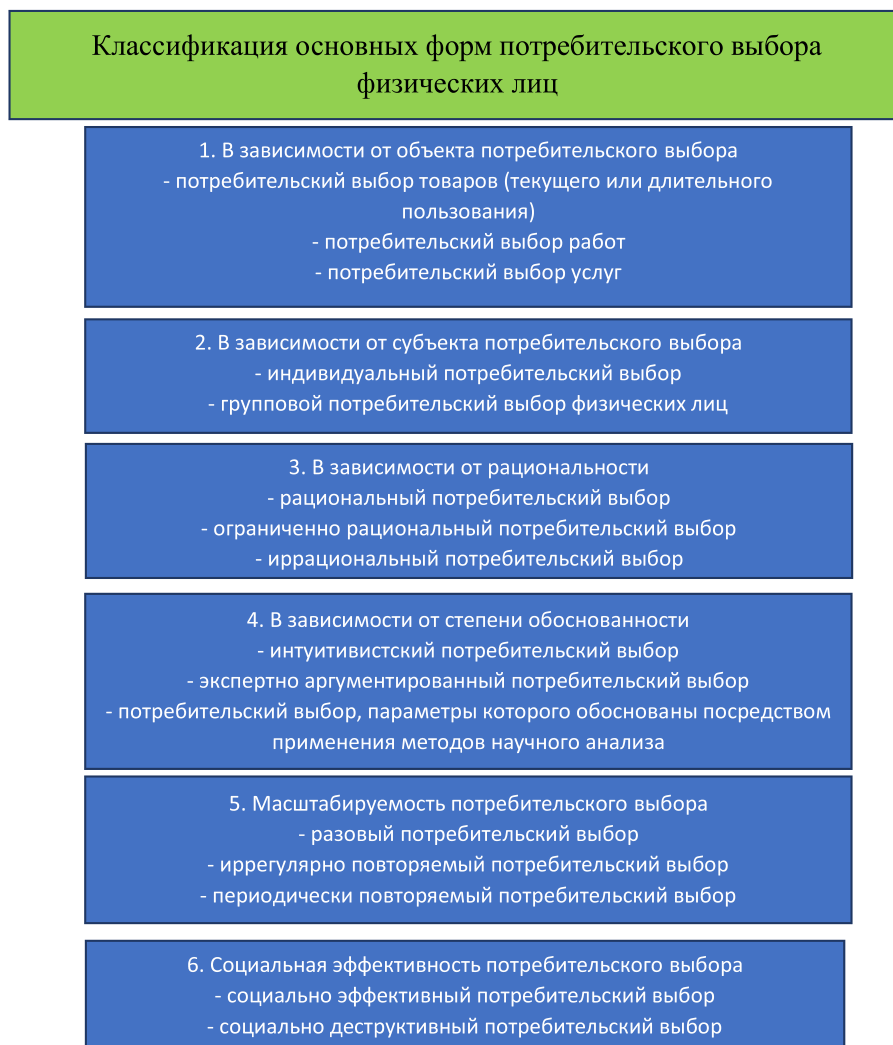 Классификация основных форм потребительского выбора
физических лиц
1. В зависимости от объекта потребительского выбора
- потребительский выбор товаров (текущего или длительного
пользования)
- потребительский выбор работ
- потребительский выбор услуг
2. В зависимости от субъекта потребительского выбора
- индивидуальный потребительский выбор
- групповой потребительский выбор физических лиц
3. В зависимости от рациональности
- рациональный потребительский выбор
- ограниченно рациональный потребительский выбор
- иррациональный потребительский выбор
4. В зависимости от степени обоснованности
- интуитивистский потребительский выбор
- экспертно аргументированный потребительский выбор
- потребительский выбор, параметры которого обоснованы посредством
применения методов научного анализа
5. Масштабируемость потребительского выбора
- разовый потребительский выбор
- иррегулярно повторяемый потребительский выбор
- периодически повторяемый потребительский выбор
6. Социальная эффективность потребительского выбора
- социально эффективный потребительский выбор
- социально деструктивный потребительский выбор